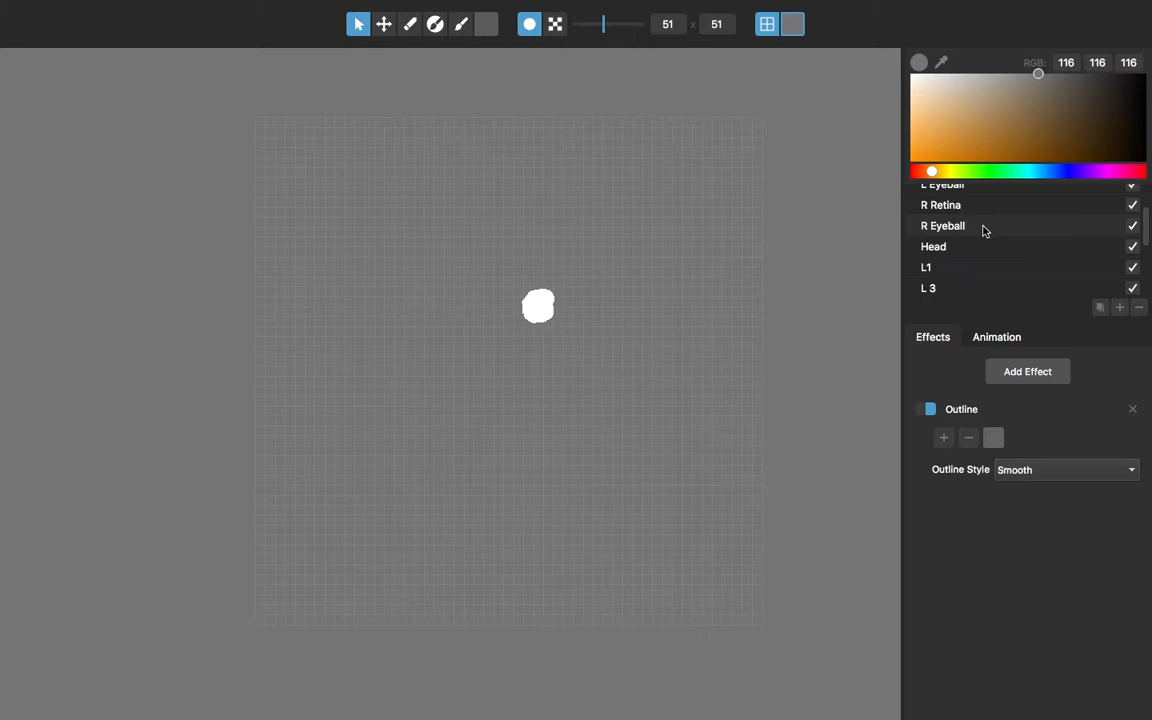 51 x 51
RGB: 116 116 116
L Eyeball
R Retina
R Eyeball
Head
L1
L 3
Effects Animation
Add Effect
Outline
Outline Style Smooth